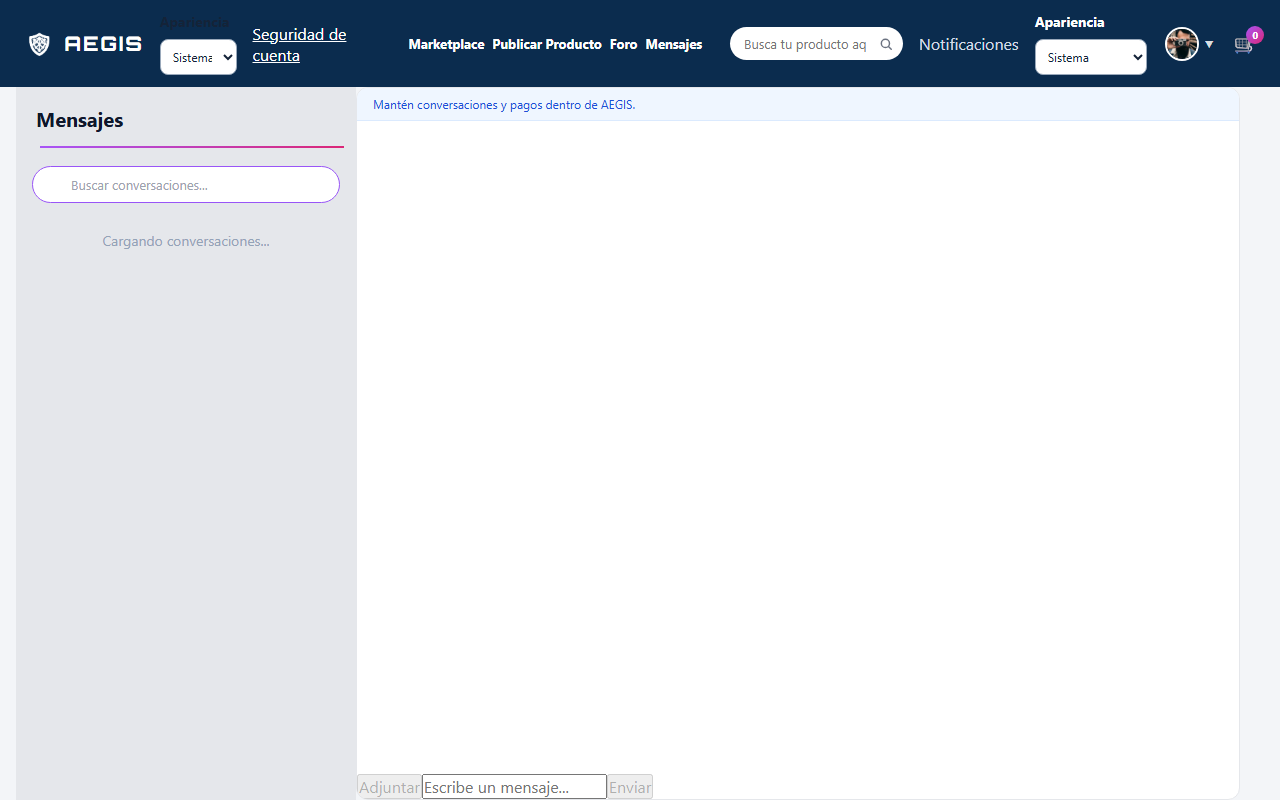 AEGIS
Apariencia
Sistema
Seguridad de
cuenta
Marketplace Publicar Producto Foro Mensajes
Busca tu producto aq
Notificaciones
Apariencia
Sistema
▼
0
Mensajes
Buscar conversaciones...
Cargando conversaciones...
Mantén conversaciones y pagos dentro de AEGIS.
Adjuntar Escribe un mensaje... Enviar